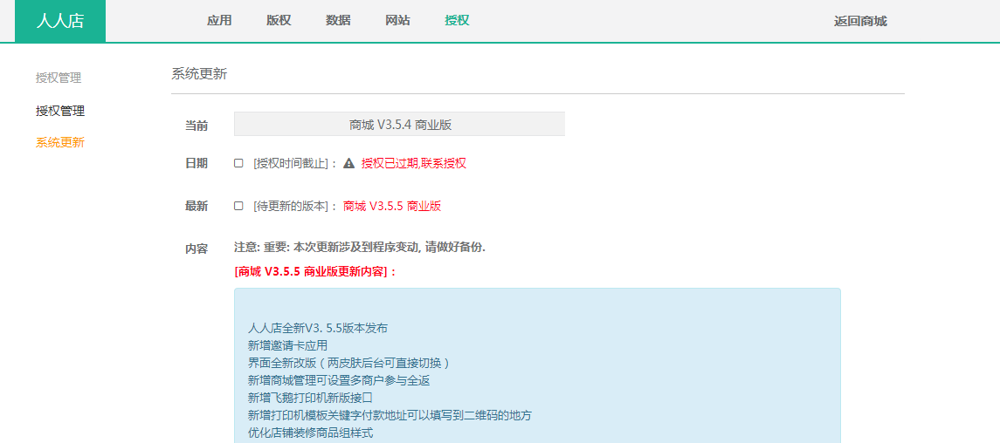 人人店 应用 版权 数据 网站 授权 返回商城
授权管理
授权管理
系统更新
系统更新
当前 商城 V3.5.4 商业版
日期 [授权时间截止]: 授权已过期,联系授权
最新 [待更新的版本]: 商城 V3.5.5 商业版
内容 注意: 重要: 本次更新涉及到程序变动, 请做好备份.
[商城 V3.5.5 商业版更新内容]:
人人店全新V3. 5.5版本发布
新增邀请卡应用
界面全新改版（两皮肤后台可直接切换）
新增商城管理可设置多商户参与全返
新增飞鹅打印机新版接口
新增打印机模板关键字付款地址可以填写到二维码的地方
优化店铺装修商品组样式